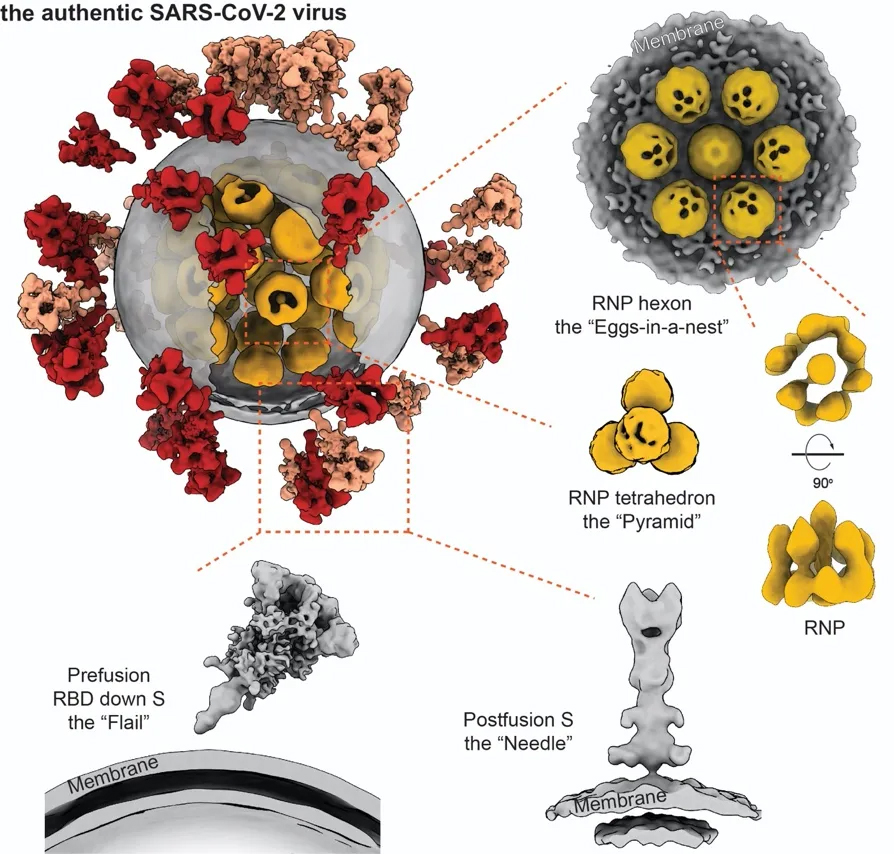 the authentic SARS-CoV-2 virus
Membrane
RNP hexon
the “Eggs-in-a-nest”
RNP tetrahedron
the “Pyramid”
90°
RNP
Prefusion
RBD down S
the “Flail”
Membrane
Postfusion S
the “Needle”
Membrane